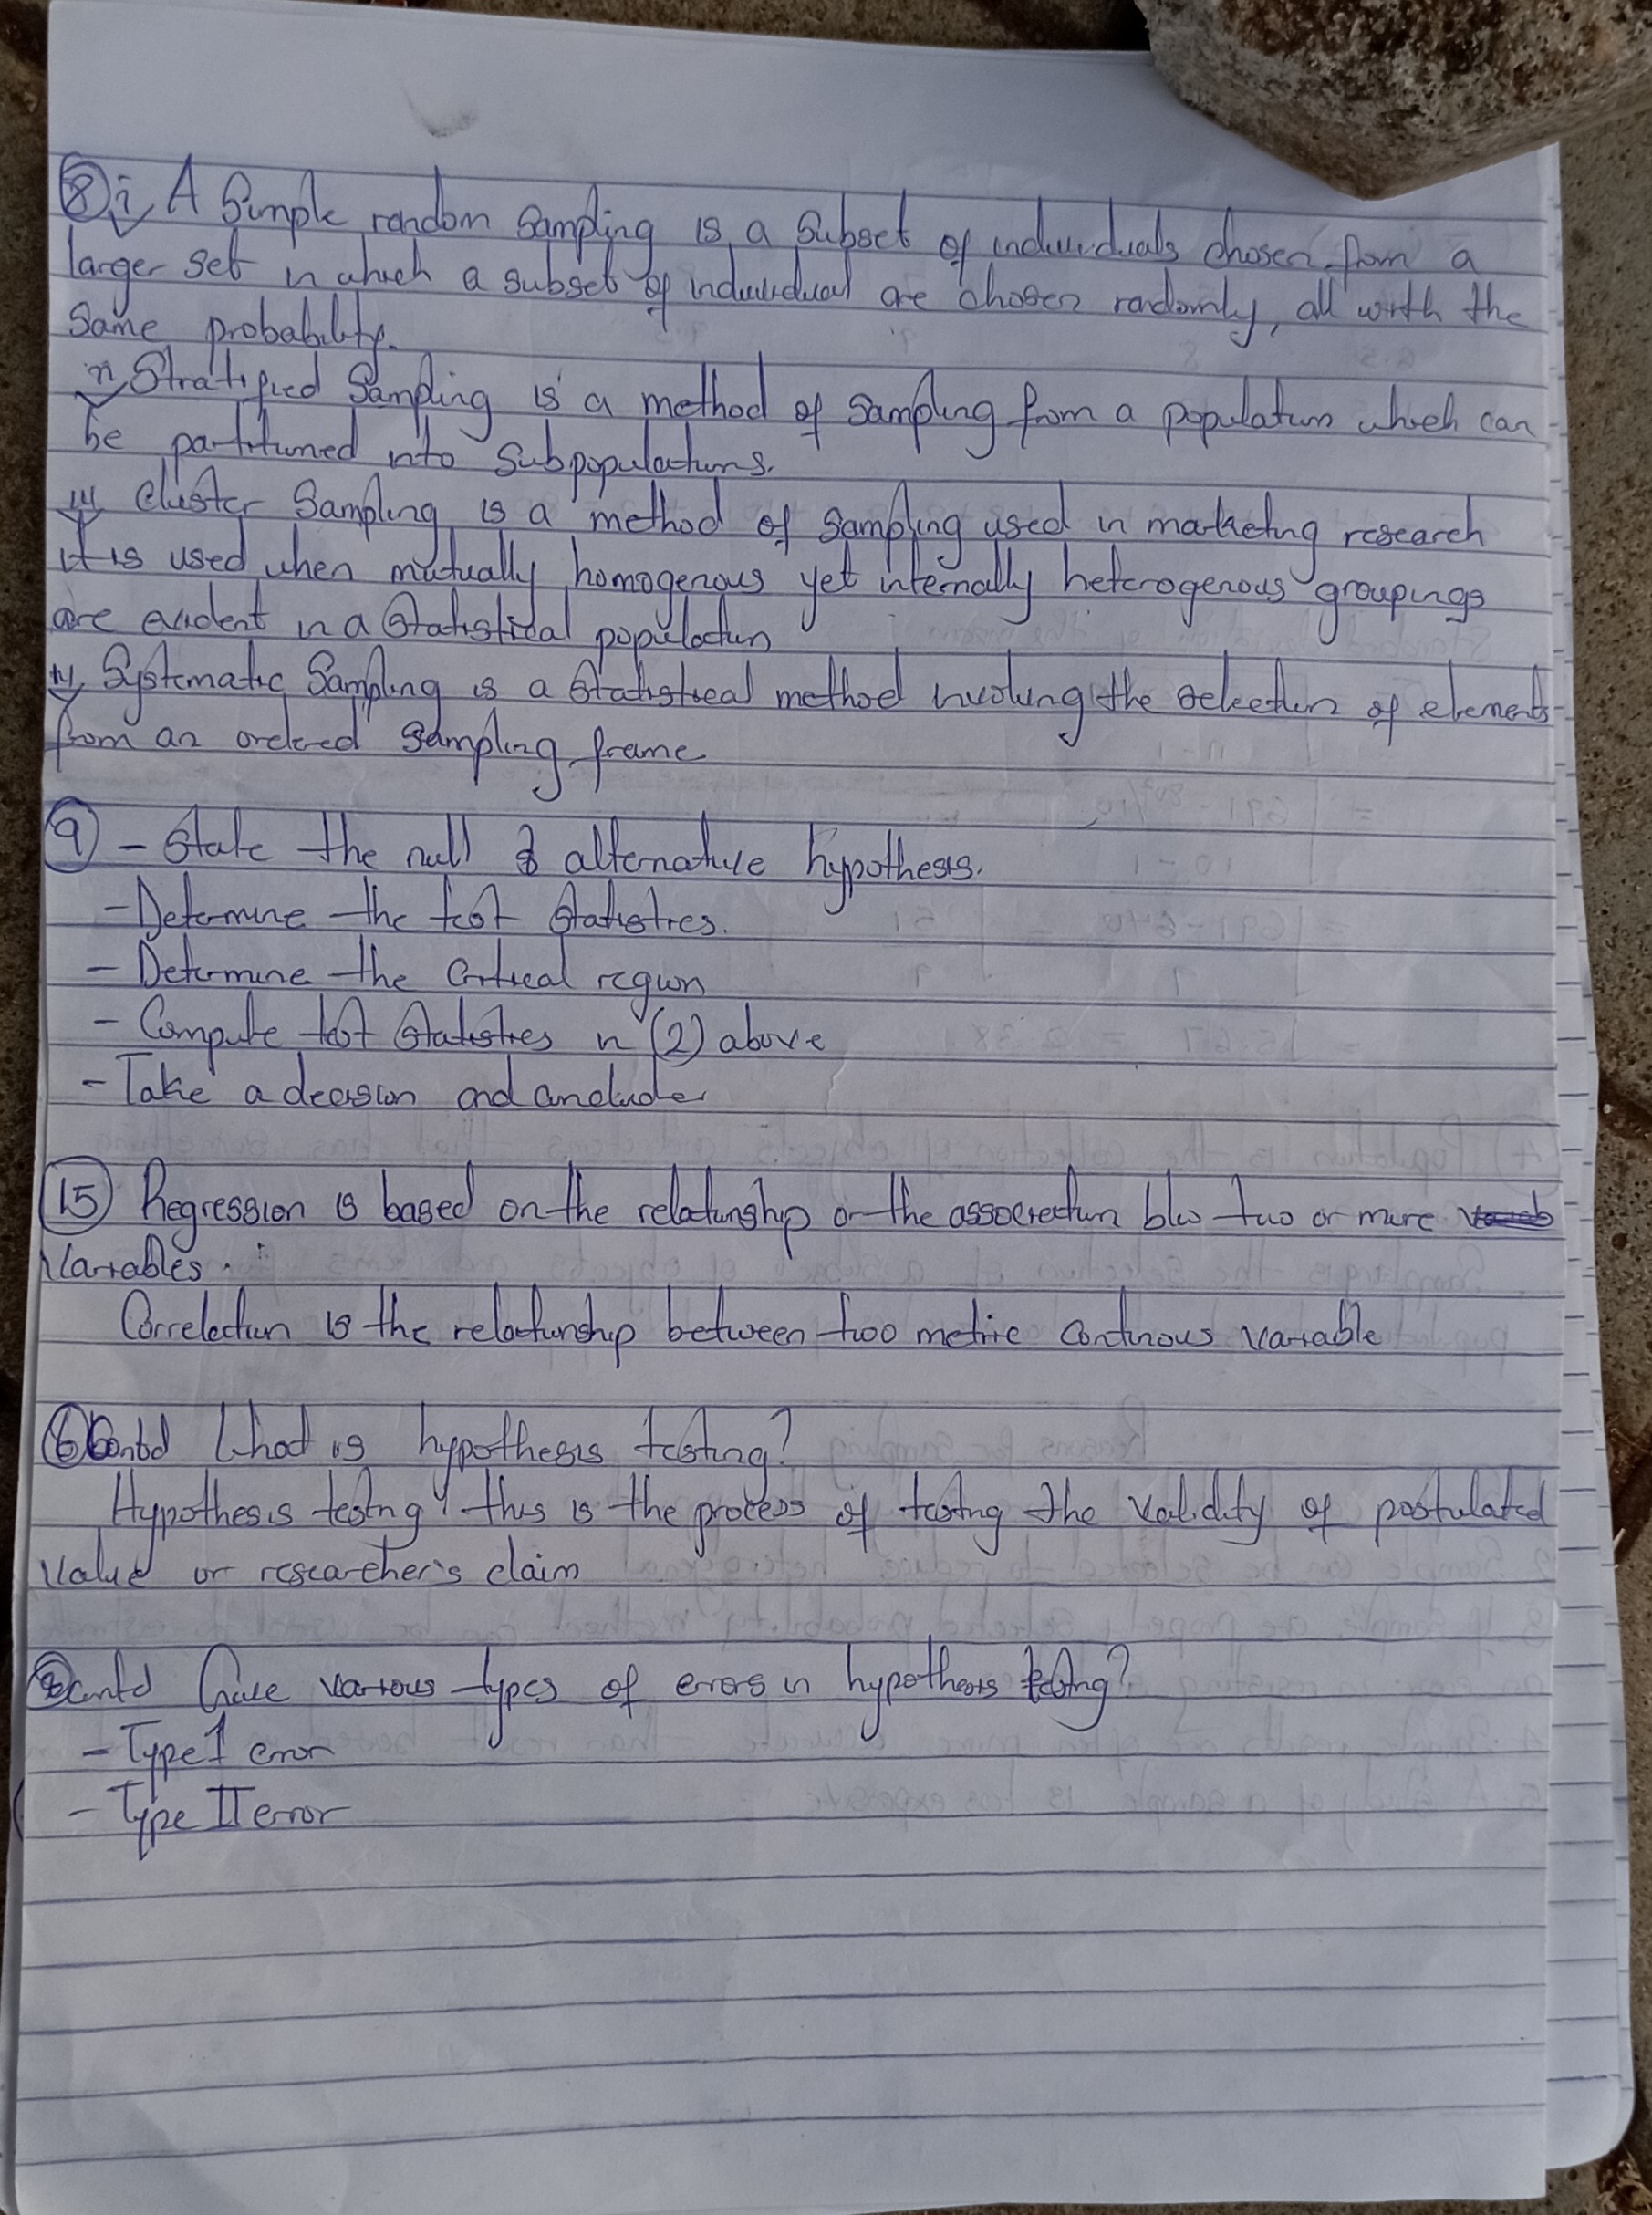 8 i, A Simple random sampling is a subset of individuals chosen from a
larger set in which a subset of individual are chosen randomly, all with the
same probability.
ii, Stratified Sampling is a method of sampling from a population which can
be partitioned into subpopulations.
iii, Cluster Sampling is a method of sampling used in marketing research
it is used when mutually homogenous yet internally heterogenous groupings
are evident in a statistical population
iv, Systematic Sampling is a statistical method involving the selection of elements
from an ordered sampling frame
9 - State the null & alternative hypothesis.
- Determine the test statistics.
- Determine the critical region
- Compute test statistics in (2) above
- Take a decision and conclude
15 Regression is based on the relationship or the association b/w two or more
variables.
Correlation is the relationship between two metric continous variable
6 Contd What is hypothesis testing?
Hypothesis testing: this is the process of testing the validity of postulated
value or researcher's claim
8 contd Give various types of errors in hypothesis testing?
- Type I error
- Type II error